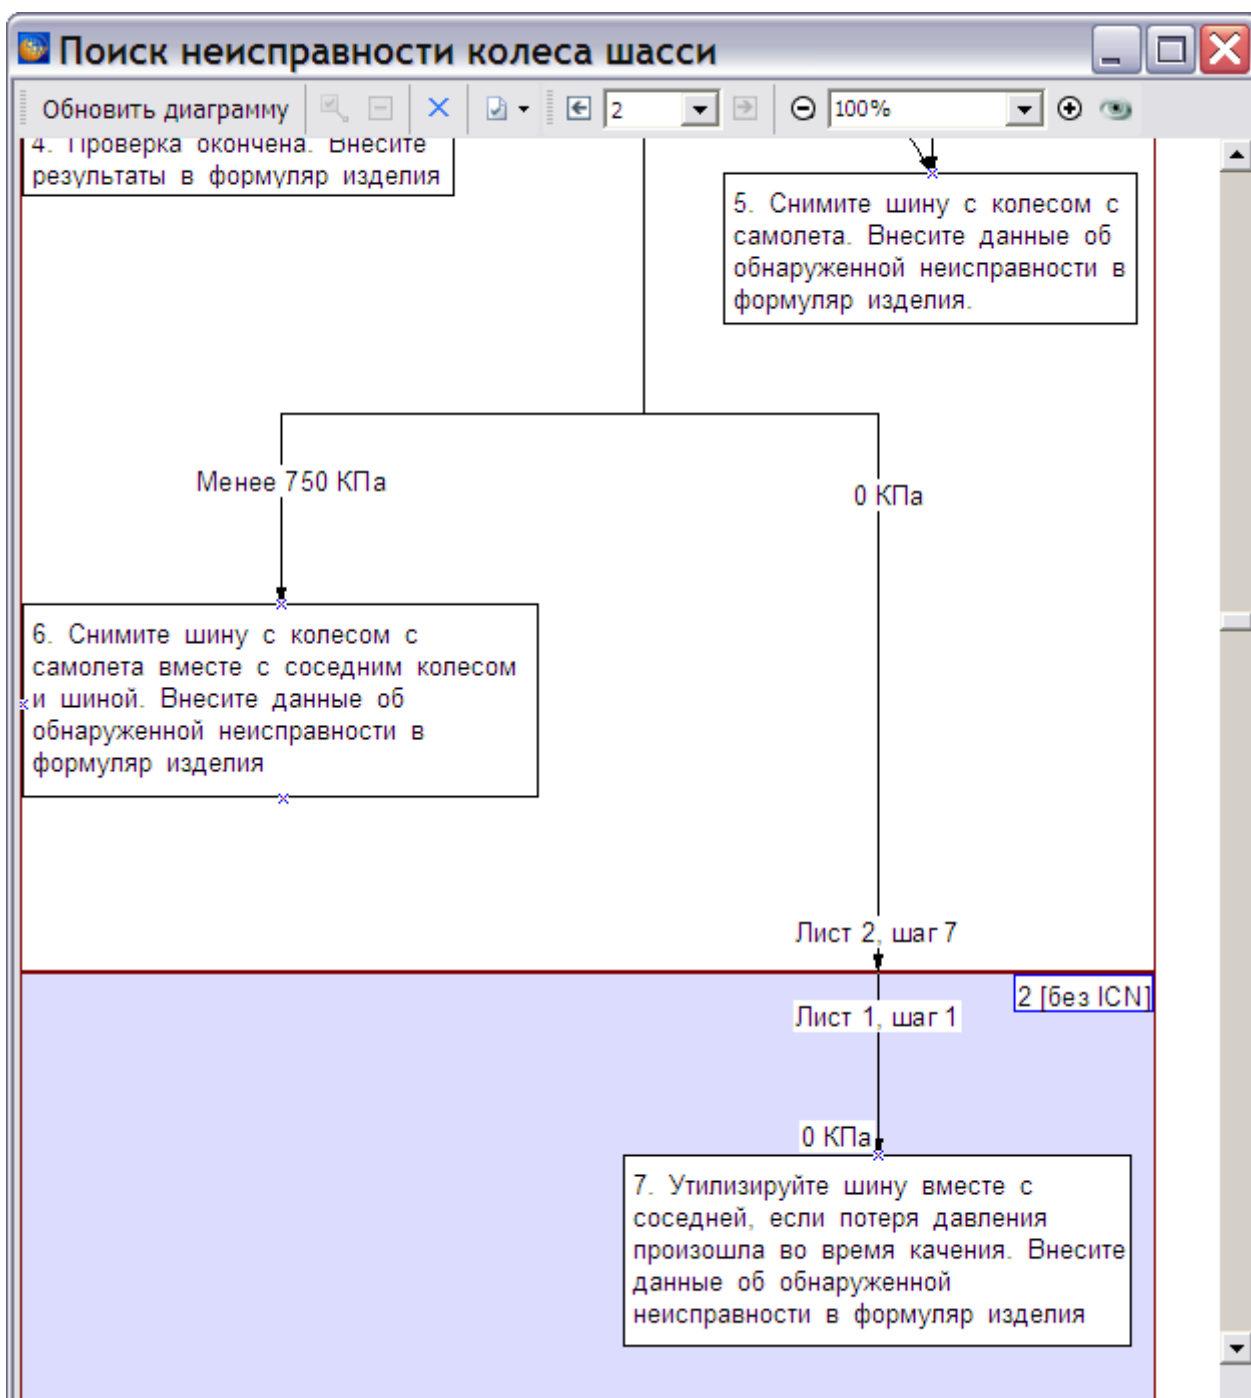 Поиск неисправности колеса шасси
Обновить диаграмму
2
100%
4. Проверка окончена. Внесите
результаты в формуляр изделия
5. Снимите шину с колесом с
самолета. Внесите данные об
обнаруженной неисправности в
формуляр изделия.
Менее 750 КПа
0 КПа
6. Снимите шину с колесом с
самолета вместе с соседним колесом
и шиной. Внесите данные об
обнаруженной неисправности в
формуляр изделия
Лист 2, шаг 7
2 [без ICN]
Лист 1, шаг 1
0 КПа
7. Утилизируйте шину вместе с
соседней, если потеря давления
произошла во время качения. Внесите
данные об обнаруженной
неисправности в формуляр изделия